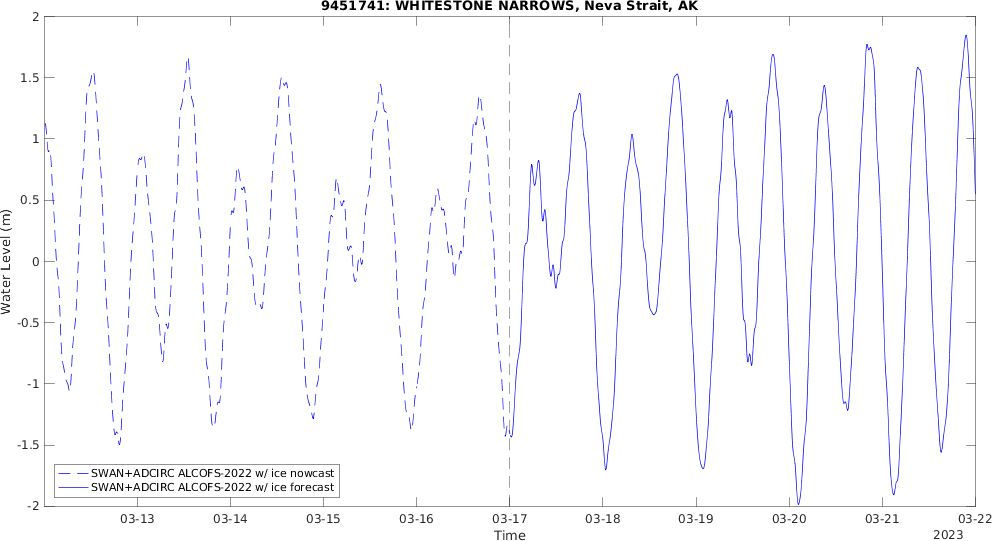 9451741: WHITESTONE NARROWS, Neva Strait, AK
2
1.5
1
0.5
0
-0.5
-1
-1.5
-2
Water Level (m)
SWAN+ADCIRC ALCOFS-2022 w/ ice nowcast
SWAN+ADCIRC ALCOFS-2022 w/ ice forecast
03-13 03-14 03-15 03-16 03-17 03-18 03-19 03-20 03-21 03-22
Time
2023